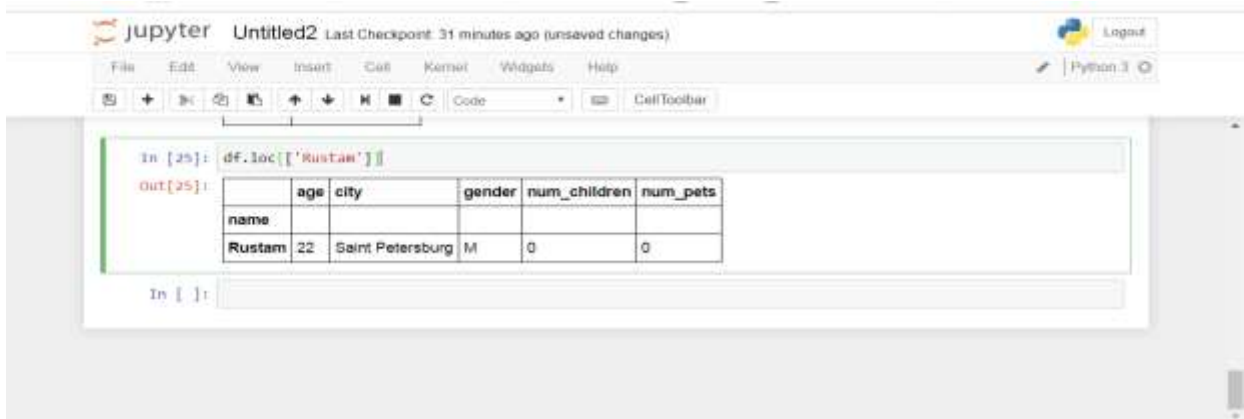 jupyter Untitled2 Last Checkpoint: 31 minutes ago (unsaved changes) Logout
File Edit View Insert Cell Kernel Widgets Help Python 3
Code CellToolbar
In [25]: df.loc[['Rustam']]
Out[25]:
age city gender num_children num_pets
name
Rustam 22 Saint Petersburg M 0 0
In [ ]: